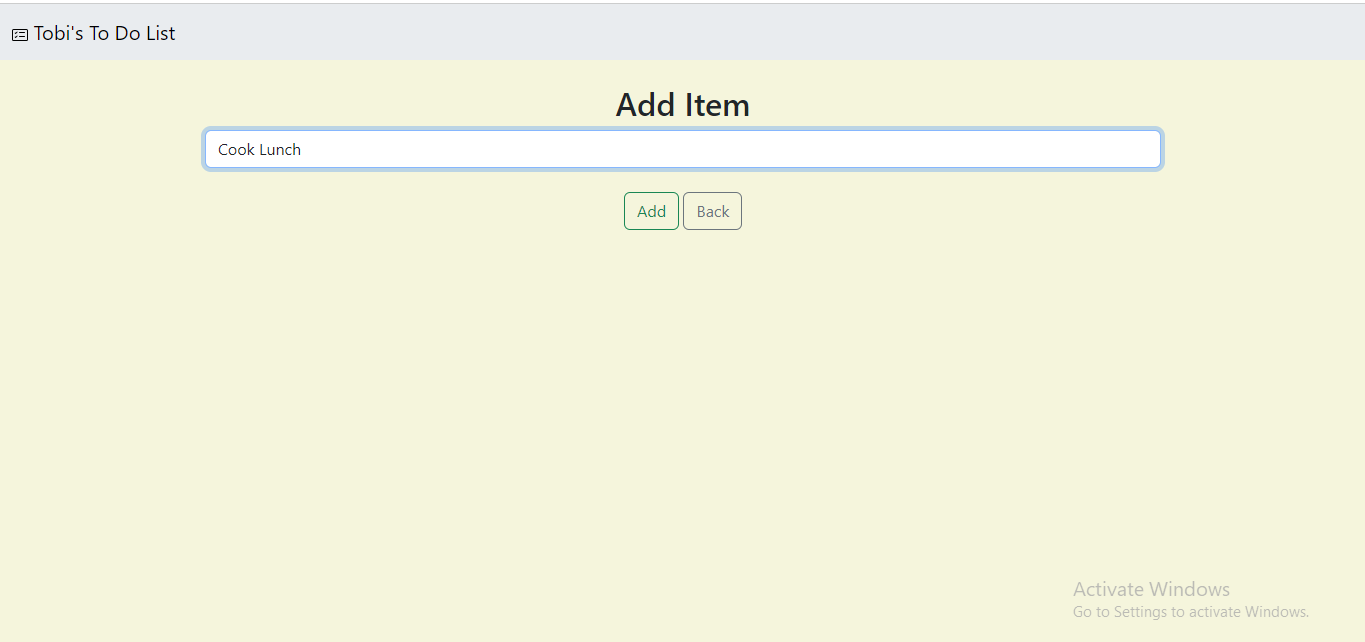 Tobi's To Do List
Add Item
Cook Lunch
Add Back
Activate Windows
Go to Settings to activate Windows.